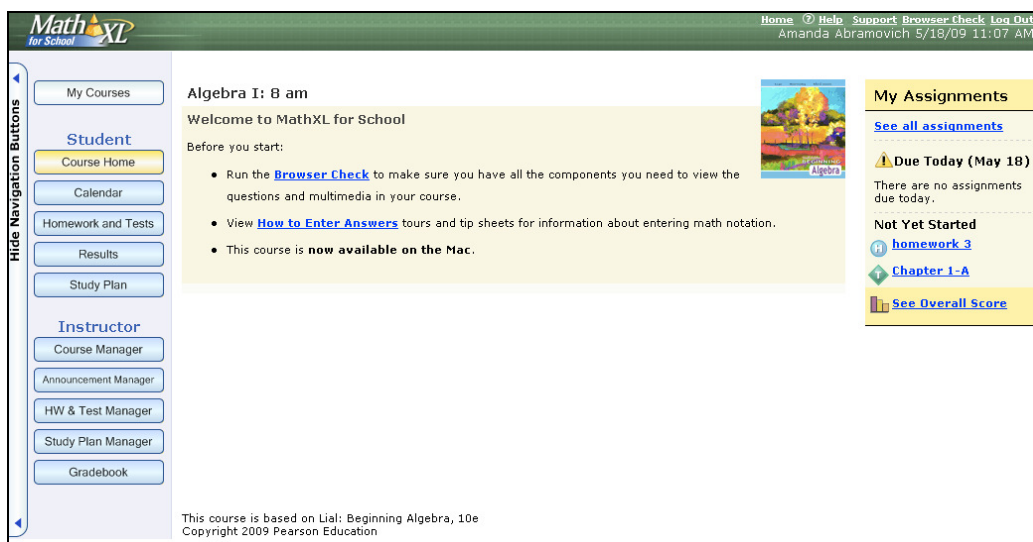 Math XL
for School
Home ? Help Support Browser Check Log Out
Amanda Abramovich 5/18/09 11:07 AM
Hide Navigation Buttons
My Courses
Student
Course Home
Calendar
Homework and Tests
Results
Study Plan
Instructor
Course Manager
Announcement Manager
HW & Test Manager
Study Plan Manager
Gradebook
Algebra I: 8 am
Welcome to MathXL for School
Before you start:
• Run the Browser Check to make sure you have all the components you need to view the
questions and multimedia in your course.
• View How to Enter Answers tours and tip sheets for information about entering math notation.
• This course is now available on the Mac.
Algebra
My Assignments
See all assignments
Due Today (May 18)
There are no assignments
due today.
Not Yet Started
H homework 3
T Chapter 1-A
See Overall Score
This course is based on Lial: Beginning Algebra, 10e
Copyright 2009 Pearson Education